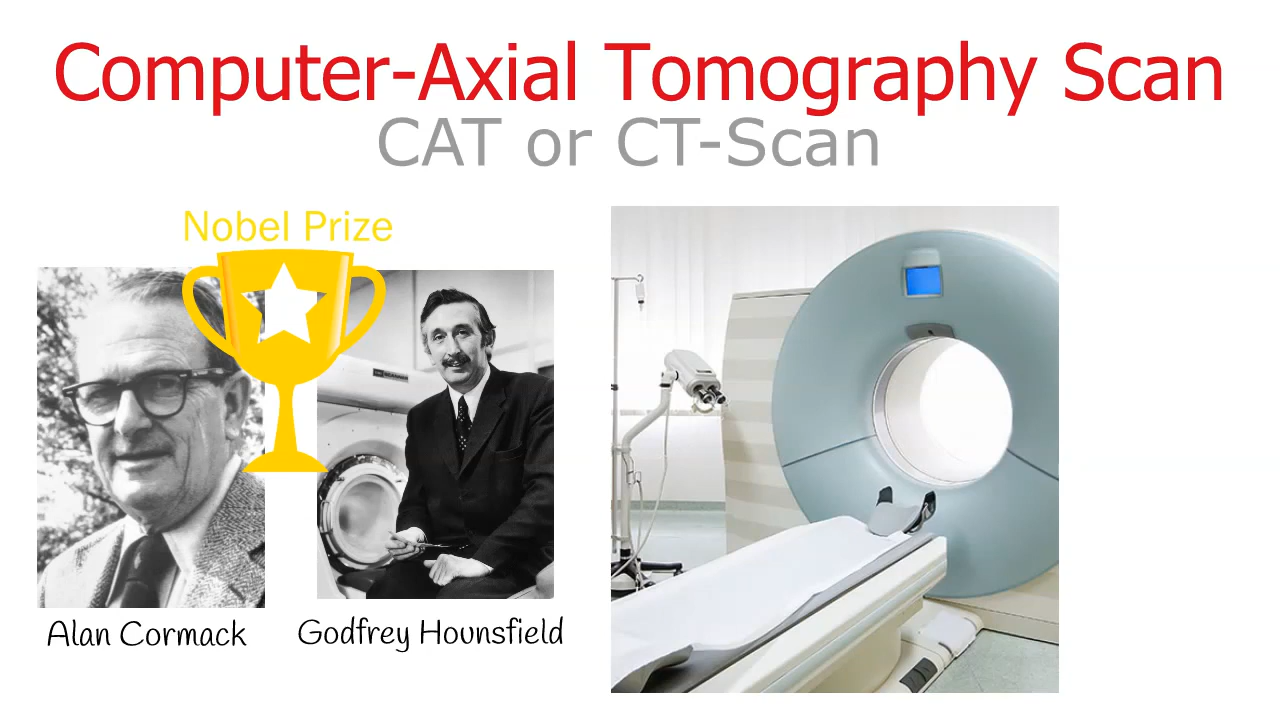 Computer-Axial Tomography Scan
CAT or CT-Scan
Nobel Prize
Alan Cormack
Godfrey Hounsfield